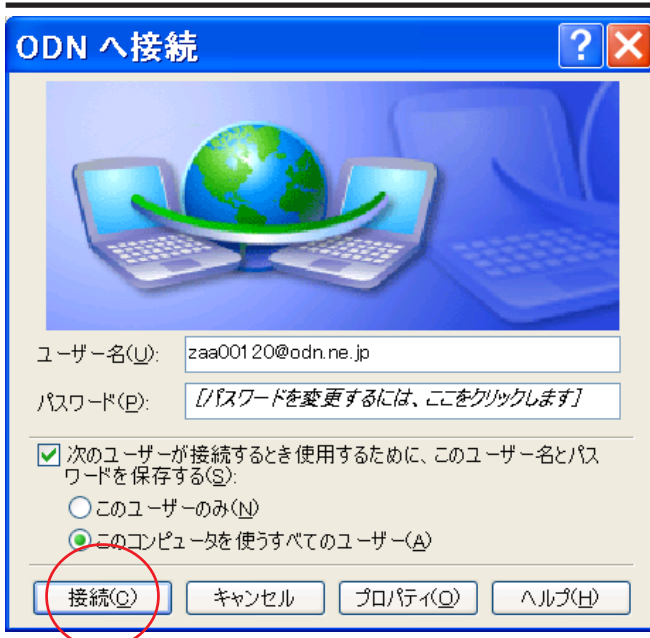 ODN へ接続
ユーザー名(U):
zaa00120@odn.ne.jp
パスワード(P):
[パスワードを変更するには、ここをクリックします]
次のユーザーが接続するとき使用するために、このユーザー名とパス
ワードを保存する(S):
このユーザーのみ(N)
このコンピュータを使うすべてのユーザー(A)
接続(C)
キャンセル
プロパティ(O)
ヘルプ(H)